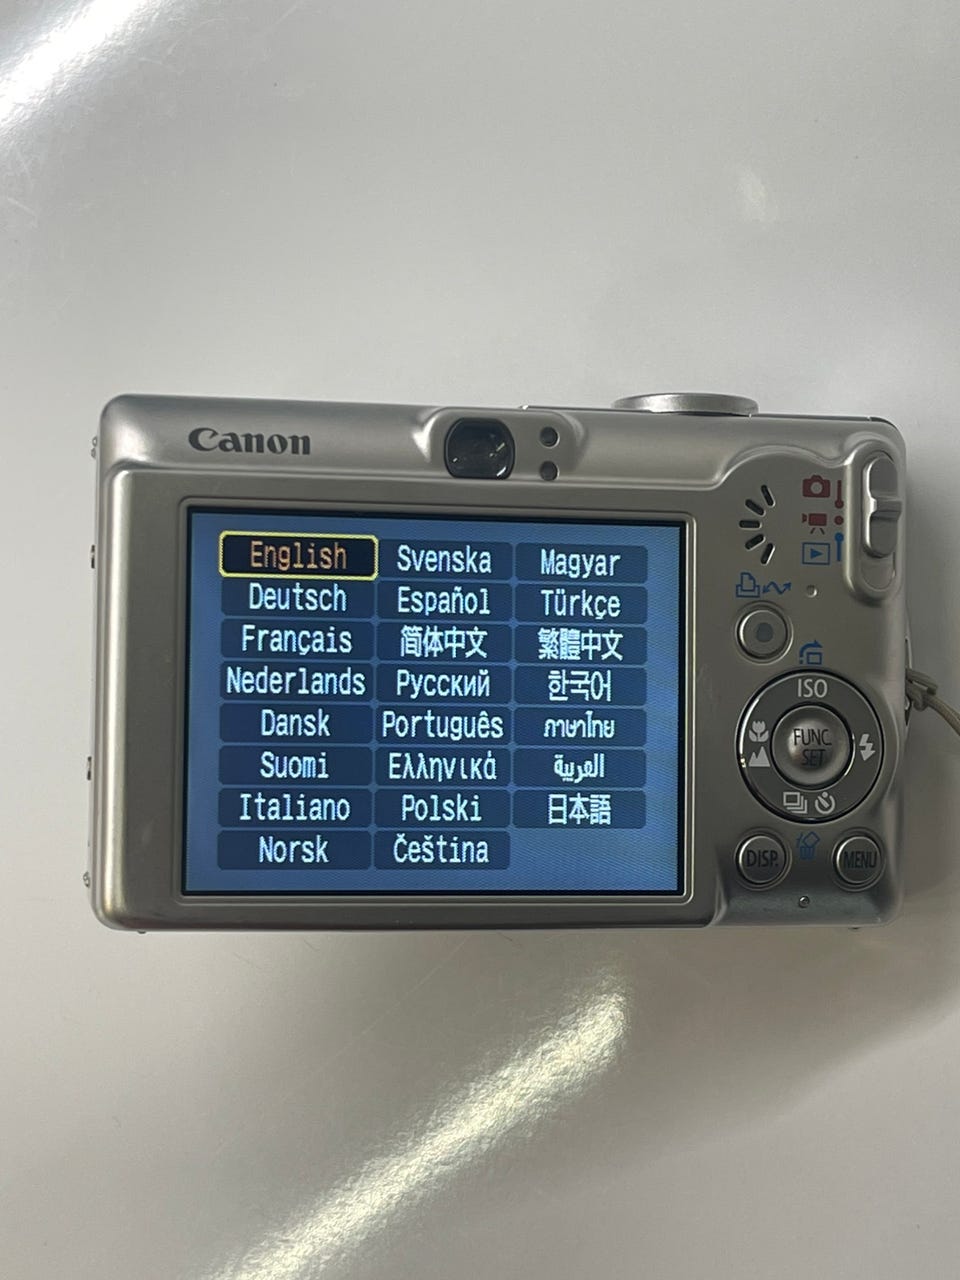 Canon
English Svenska Magyar
Deutsch Español Türkçe
Français 简体中文 繁體中文
Nederlands Русский 한국어
Dansk Português ภาษาไทย
Suomi Ελληνικά العربية
Italiano Polski 日本語
Norsk Čeština
ISO
FUNC.
SET
DISP.
MENU